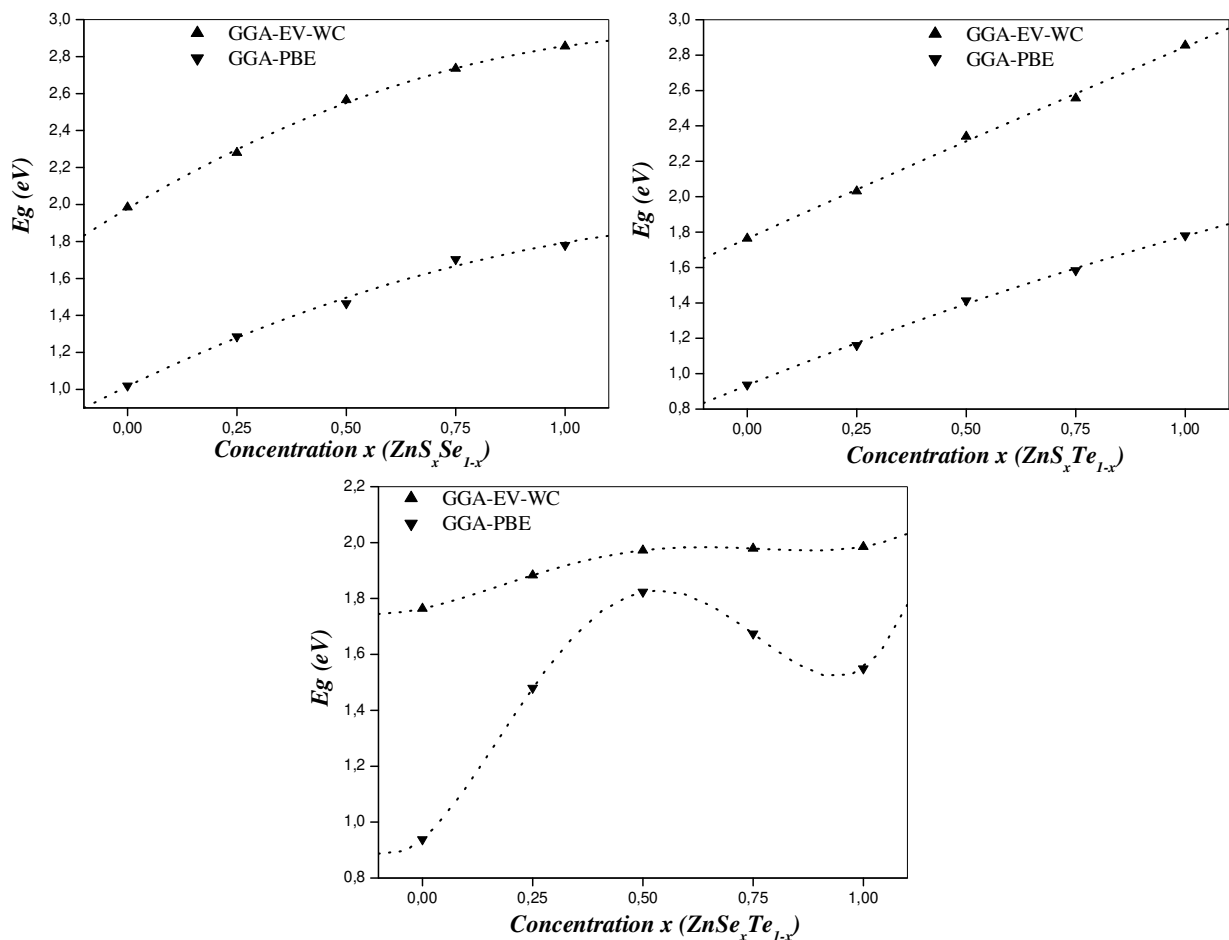 3,0
2,8
2,6
2,4
2,2
2,0
1,8
1,6
1,4
1,2
1,0
Eg (eV)
GGA-EV-WC
GGA-PBE
0,00 0,25 0,50 0,75 1,00
Concentration x (ZnSxSe1-x)
3,0
2,8
2,6
2,4
2,2
2,0
1,8
1,6
1,4
1,2
1,0
0,8
Eg (eV)
GGA-EV-WC
GGA-PBE
0,00 0,25 0,50 0,75 1,00
Concentration x (ZnSxTe1-x)
2,2
2,0
1,8
1,6
1,4
1,2
1,0
0,8
Eg (eV)
GGA-EV-WC
GGA-PBE
0,00 0,25 0,50 0,75 1,00
Concentration x (ZnSexTe1-x)